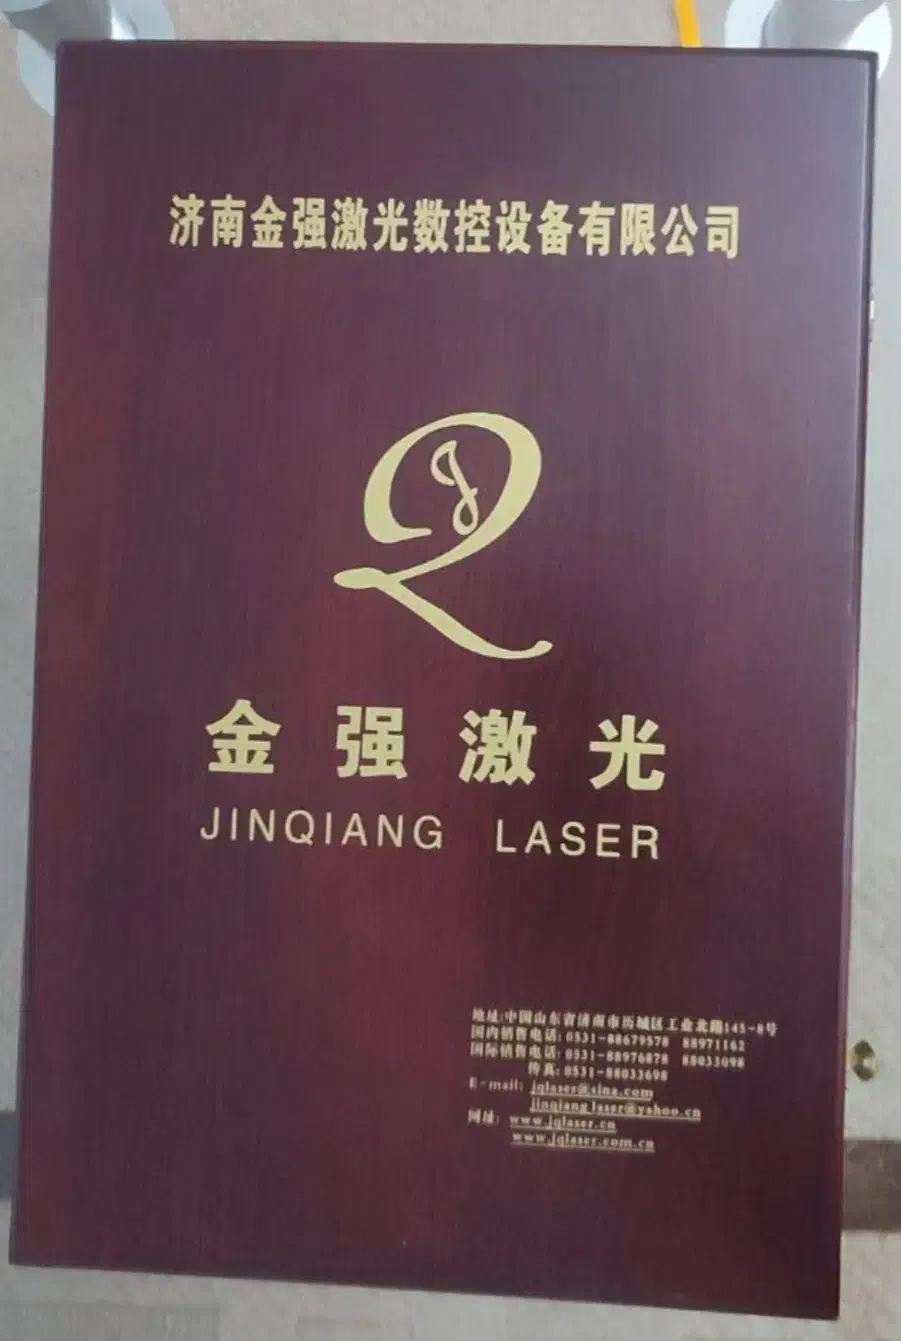 济南金强激光数控设备有限公司
金强激光
JINQIANG LASER
地址:中国山东省济南市历城区工业北路145-8号
国内销售电话:0531-88679578 88971162
国际销售电话:0531-88976878 88033098
传真:0531-88033698
E-mail: jqlaser@sina.com
jinqiang laser@yahoo.cn
网址: www.jqlaser.cn
www.jqlaser.com.cn